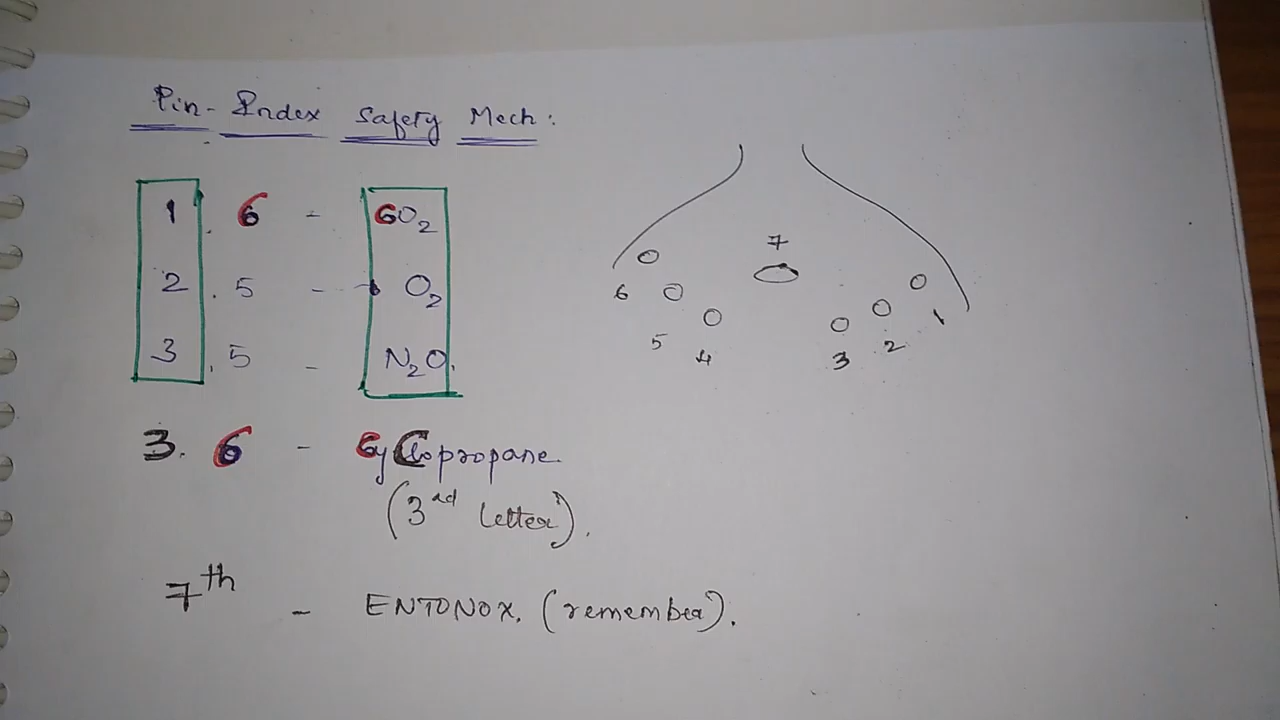 Pin-Index Safety Mech:
1. 6 - CO2
2. 5 - O2
3. 5 - N2O.
3. 6 - Cyclopropane.
(3rd letter).
7th - ENTONOX. (remember).
7
6 5 4 3 2 1